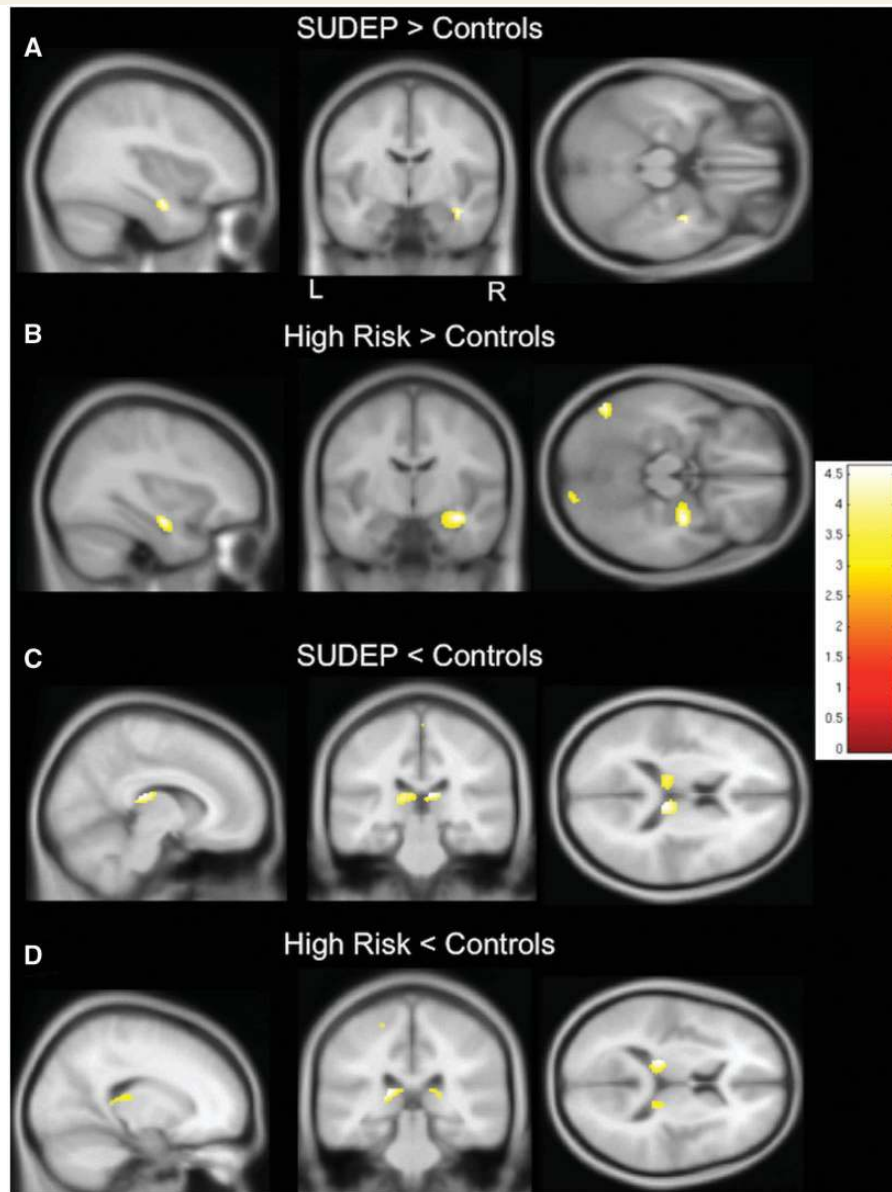 A
SUDEP > Controls
L R
B
High Risk > Controls
4.5
4
3.5
3
2.5
2
1.5
1
0.5
0
C
SUDEP < Controls
D
High Risk < Controls